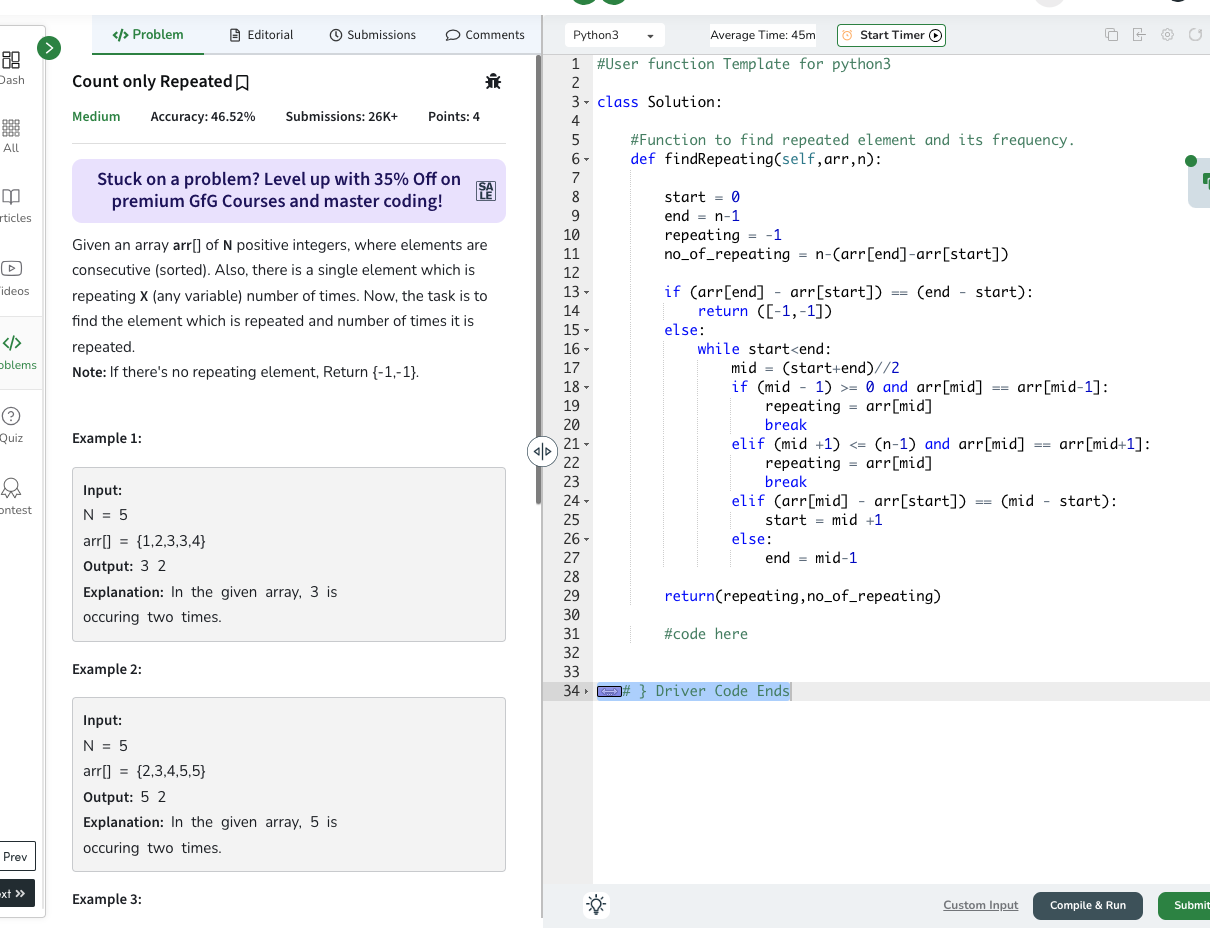 Problem
Editorial
Submissions
Comments
Python3
Average Time: 45m
Start Timer
Dash
All
rticles
ideos
oblems
Quiz
ontest
Prev
xt
Count only Repeated
Medium Accuracy: 46.52% Submissions: 26K+ Points: 4
Stuck on a problem? Level up with 35% Off on
premium GfG Courses and master coding!
SA
LE
Given an array arr[] of N positive integers, where elements are
consecutive (sorted). Also, there is a single element which is
repeating X (any variable) number of times. Now, the task is to
find the element which is repeated and number of times it is
repeated.
Note: If there's no repeating element, Return {-1,-1}.
Example 1:
Input:
N = 5
arr[] = {1,2,3,3,4}
Output: 3 2
Explanation: In the given array, 3 is
occuring two times.
Example 2:
Input:
N = 5
arr[] = {2,3,4,5,5}
Output: 5 2
Explanation: In the given array, 5 is
occuring two times.
Example 3:
1 #User function Template for python3
2
3 class Solution:
4
5 #Function to find repeated element and its frequency.
6 def findRepeating(self,arr,n):
7
8 start = 0
9 end = n-1
10 repeating = -1
11 no_of_repeating = n-(arr[end]-arr[start])
12
13 if (arr[end] - arr[start]) == (end - start):
14 return ([-1,-1])
15 else:
16 while start<end:
17 mid = (start+end)//2
18 if (mid - 1) >= 0 and arr[mid] == arr[mid-1]:
19 repeating = arr[mid]
20 break
21 elif (mid +1) <= (n-1) and arr[mid] == arr[mid+1]:
22 repeating = arr[mid]
23 break
24 elif (arr[mid] - arr[start]) == (mid - start):
25 start = mid +1
26 else:
27 end = mid-1
28
29 return(repeating,no_of_repeating)
30
31 #code here
32
33
34 # } Driver Code Ends
Custom Input
Compile & Run
Submit